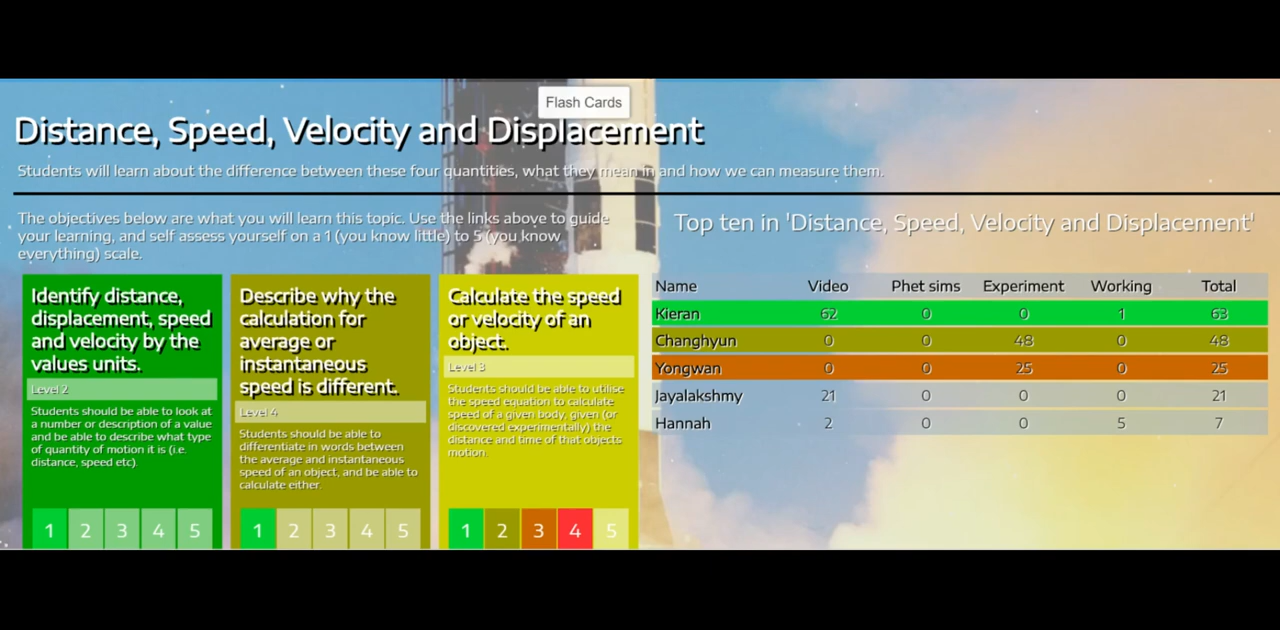 Flash Cards
Distance, Speed, Velocity and Displacement
Students will learn about the difference between these four quantities, what they mean in and how we can measure them.
The objectives below are what you will learn this topic. Use the links above to guide
your learning, and self assess yourself on a 1 (you know little) to 5 (you know
everything) scale.
Identify distance,
displacement, speed
and velocity by the
values units.
Level 2
Students should be able to look at
a number or description of a value
and be able to describe what type
of quantity of motion it is (i.e.
distance, speed etc).
1 2 3 4 5
Describe why the
calculation for
average or
instantaneous
speed is different.
Level 4
Students should be able to
differentiate in words between
the average and instantaneous
speed of an object, and be able to
calculate either.
1 2 3 4 5
Calculate the speed
or velocity of an
object.
Level 3
Students should be able to utilise
the speed equation to calculate
speed of a given body, given (or
discovered experimentally) the
distance and time of that objects
motion.
1 2 3 4 5
Top ten in 'Distance, Speed, Velocity and Displacement'
Name Video Phet sims Experiment Working Total
Kieran 62 0 0 1 63
Changhyun 0 0 48 0 48
Yongwan 0 0 25 0 25
Jayalakshmy 21 0 0 0 21
Hannah 2 0 0 5 7